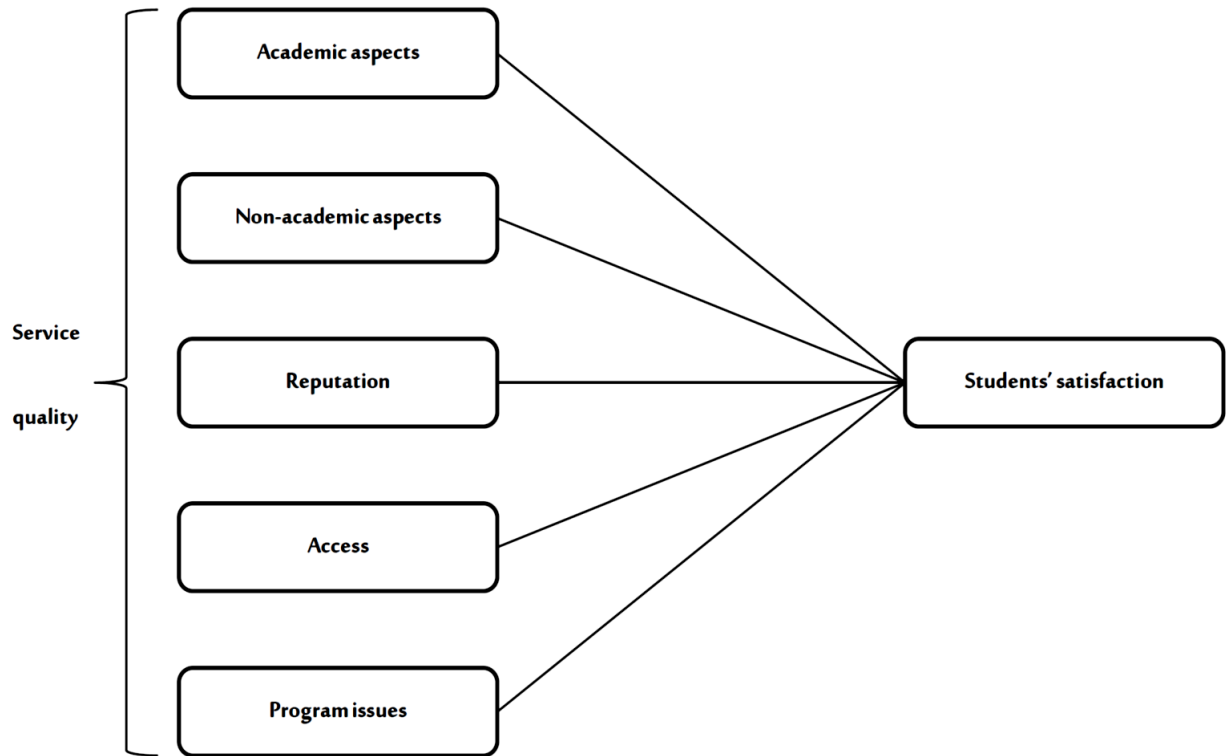 Academic aspects
Non-academic aspects
Service
quality
Reputation
Students’ satisfaction
Access
Program issues